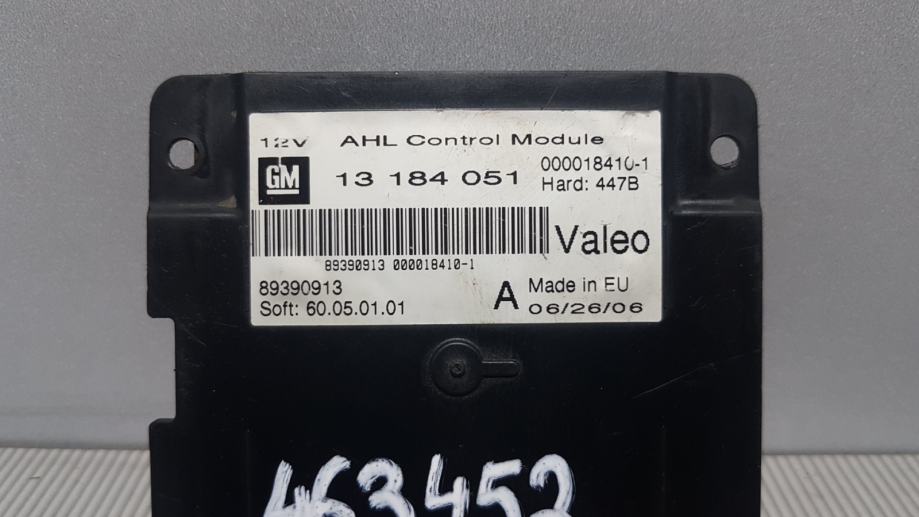 12V AHL Control Module
GM 13 184 051 000018410-1
Hard: 447B
Valeo
89390913 000018410-1
89390913 A Made in EU
Soft: 60.05.01.01 06/26/06
463452